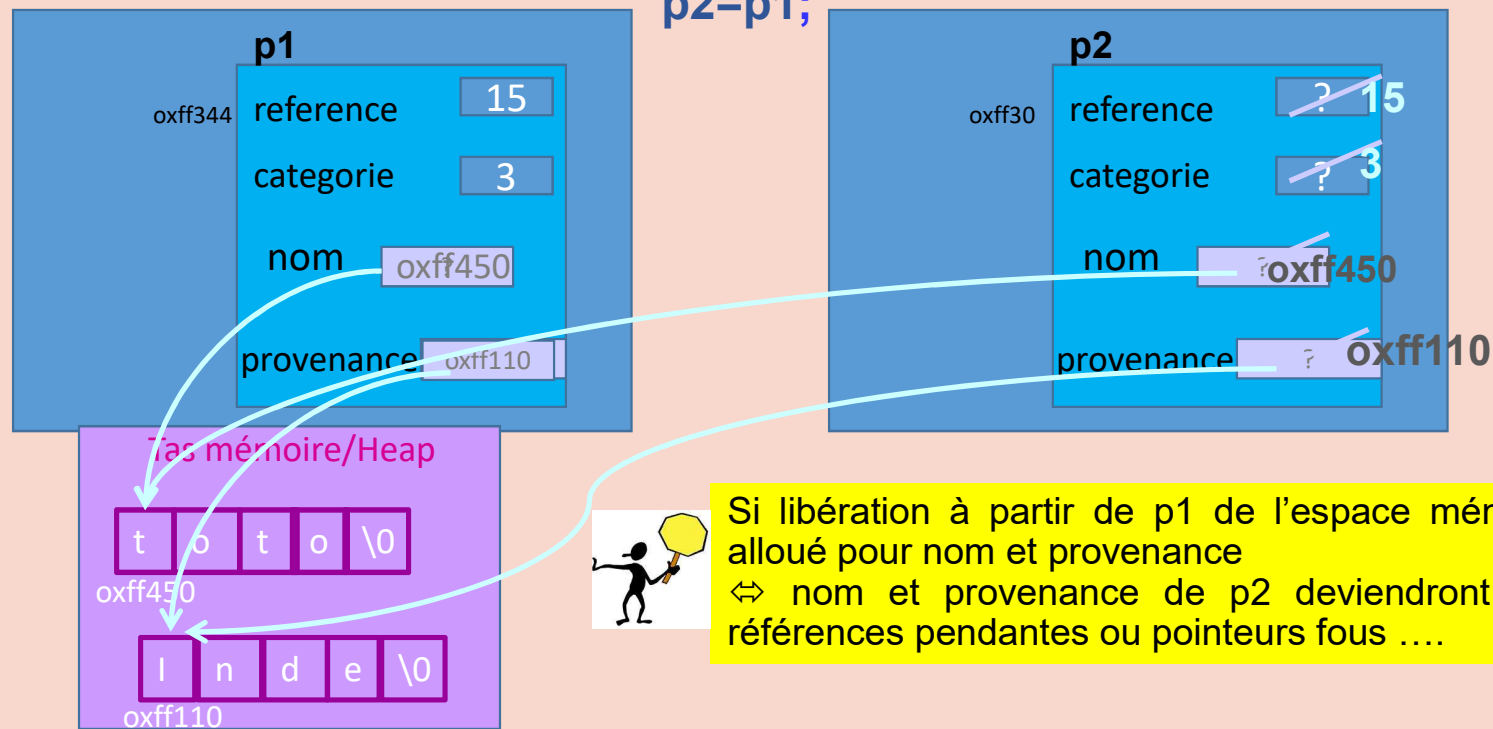 p2=p1;
p1
oxff344
reference
15
categorie
3
nom
oxff450
provenance
oxff110
p2
oxff30
reference
? 15
categorie
? 3
nom
? oxff450
provenance
? oxff110
Tas mémoire/Heap
t o t o \0
oxff450
I n d e \0
oxff110
Si libération à partir de p1 de l’espace
alloué pour nom et provenance
⇔ nom et provenance de p2 deviendront
références pendantes ou pointeurs fous ….